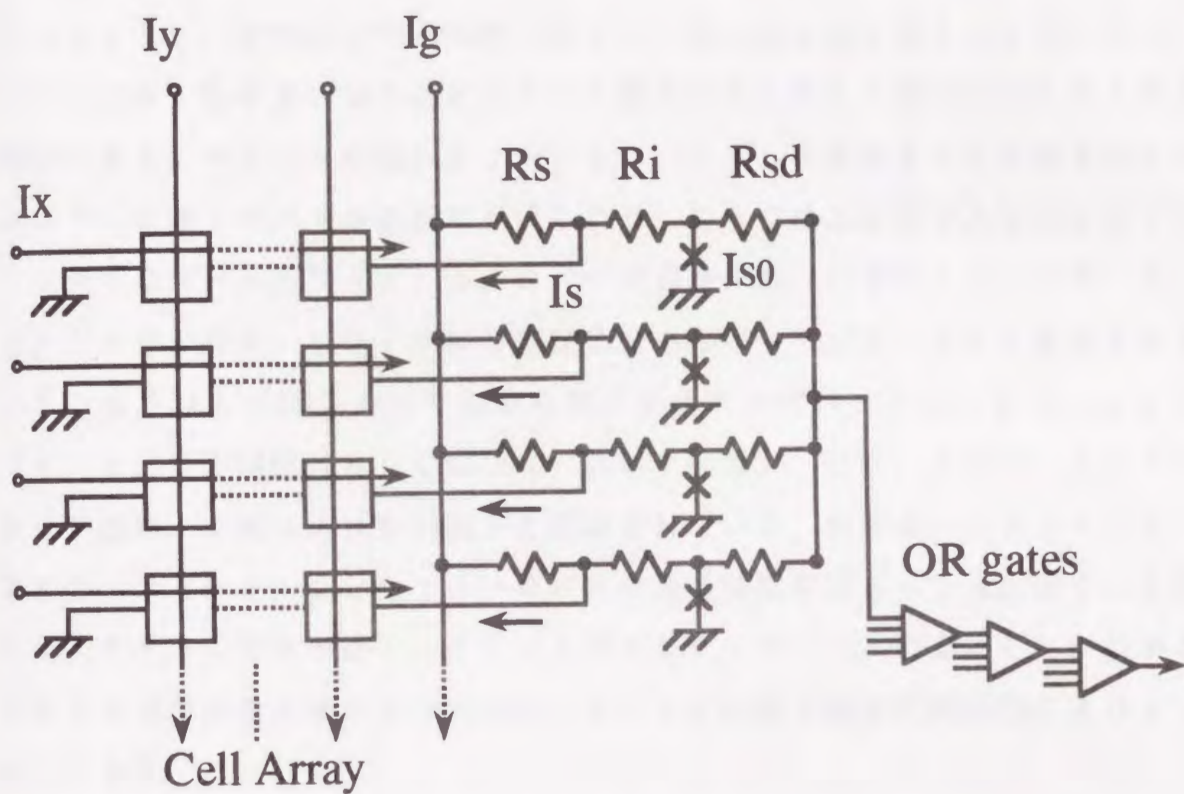 Iy
Ig
Rs
Ri
Rsd
Ix
Is
Is0
OR gates
Cell Array